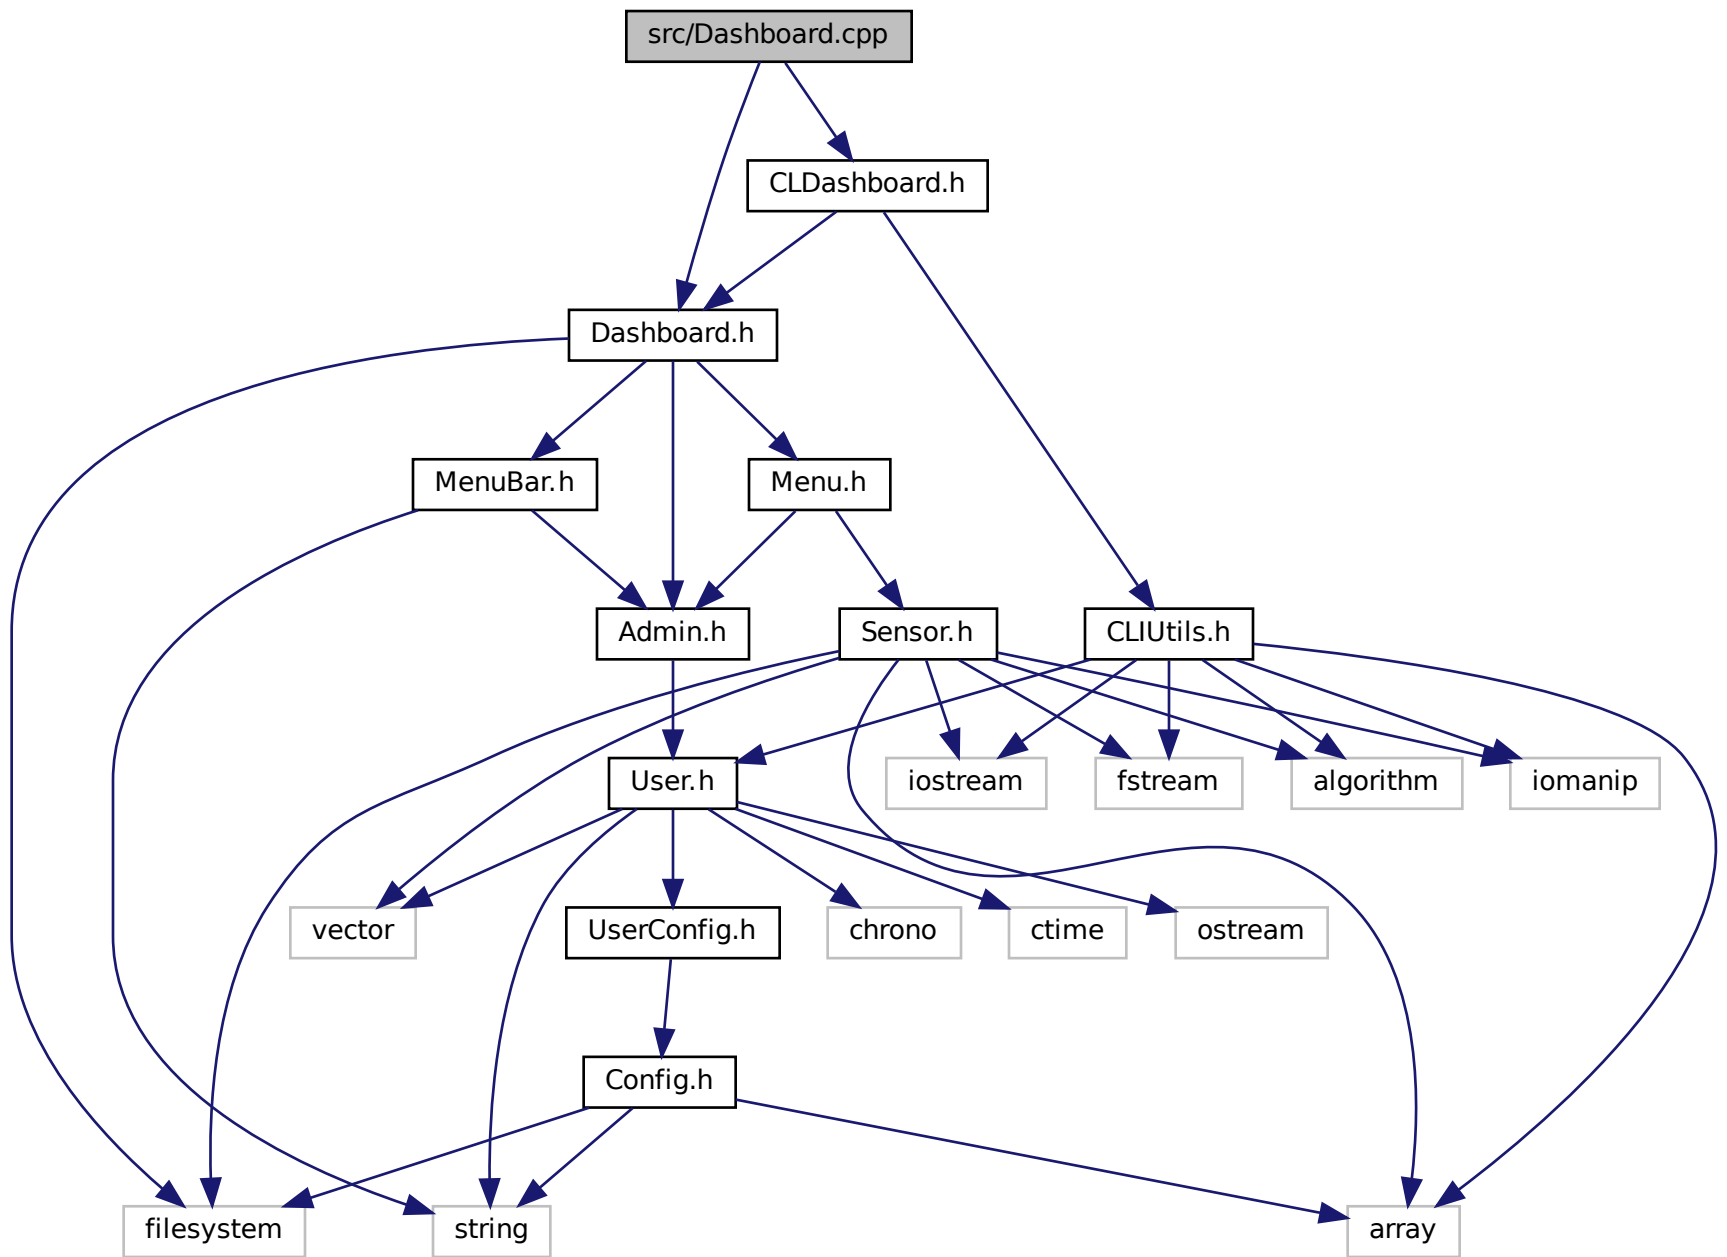 src/Dashboard.cpp
CLDashboard.h
Dashboard.h
MenuBar.h
Menu.h
Admin.h
Sensor.h
CLIUtils.h
User.h
iostream
fstream
algorithm
iomanip
vector
UserConfig.h
chrono
ctime
ostream
Config.h
filesystem
string
array